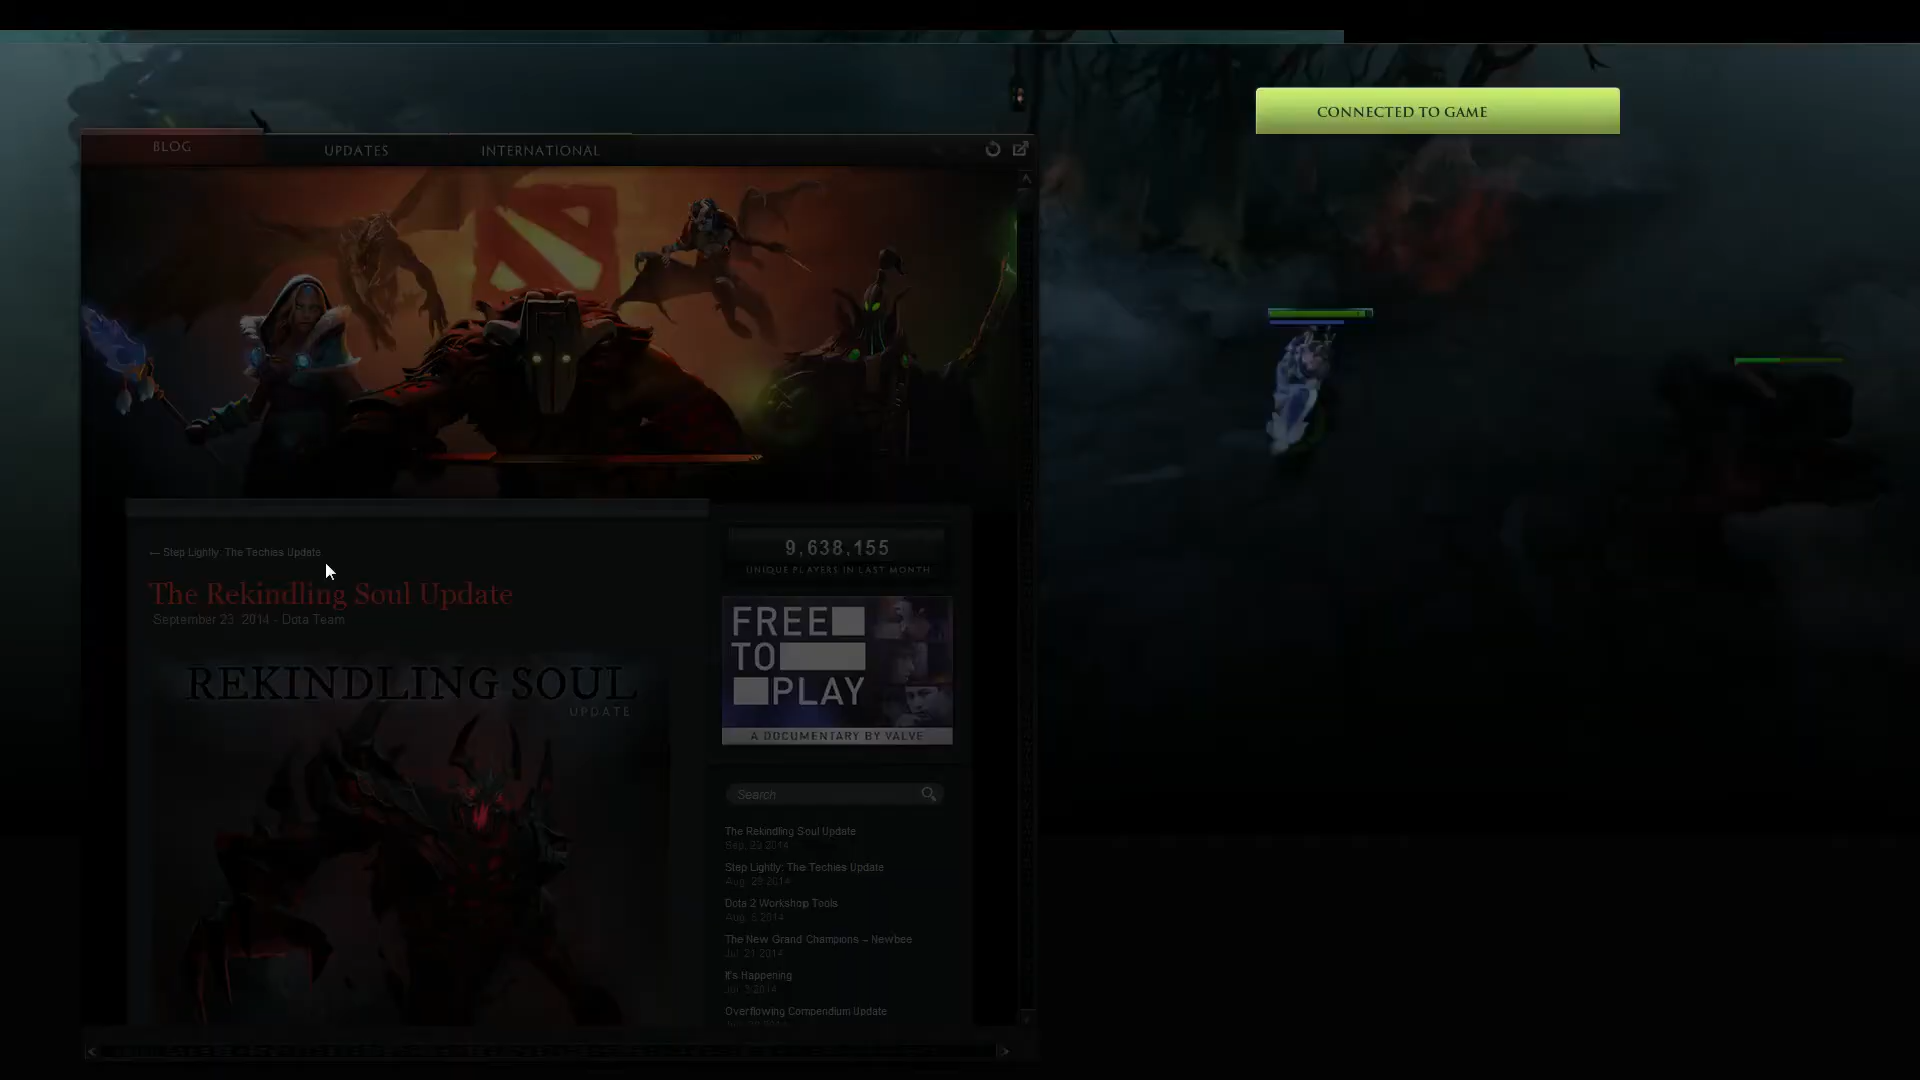 CONNECTED TO GAME
BLOG
UPDATES
INTERNATIONAL
← Step Lightly: The Techies Update
The Rekindling Soul Update
September 23, 2014 - Dota Team
REKINDLING SOUL
UPDATE
9,638,155
UNIQUE PLAYERS IN LAST MONTH
FREE
TO
PLAY
A DOCUMENTARY BY VALVE
Search
The Rekindling Soul Update
Sep, 23 2014
Step Lightly: The Techies Update
Aug, 29 2014
Dota 2 Workshop Tools
Aug, 6 2014
The New Grand Champions – Newbee
Jul, 21 2014
It's Happening
Overflowing Compendium Update